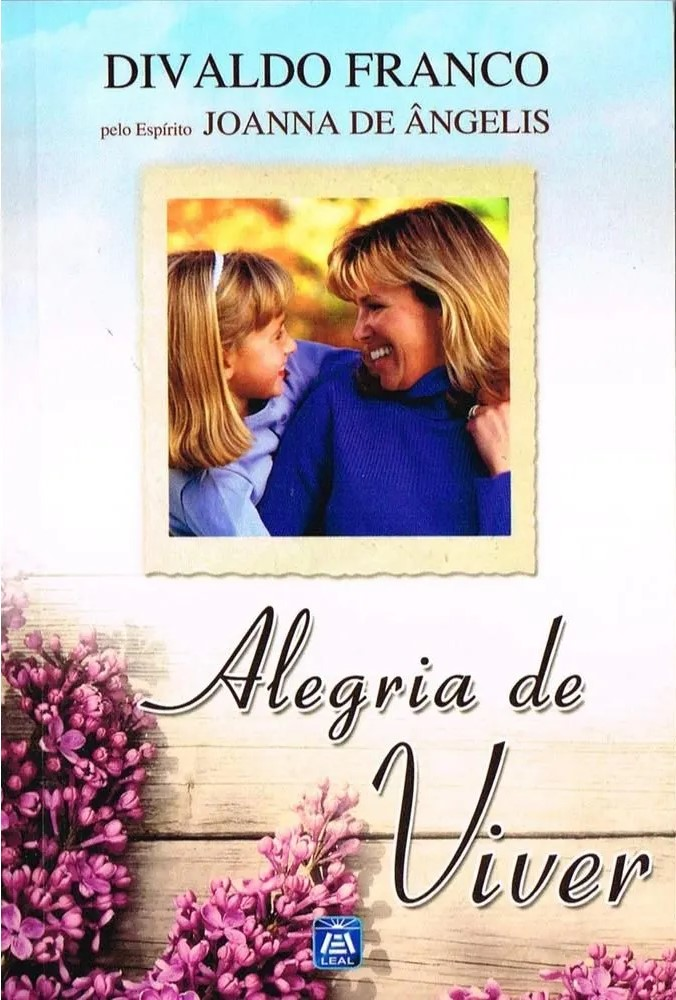 DIVALDO FRANCO
pelo Espírito JOANNA DE ÂNGELIS
Alegria de
Viver
LEAL